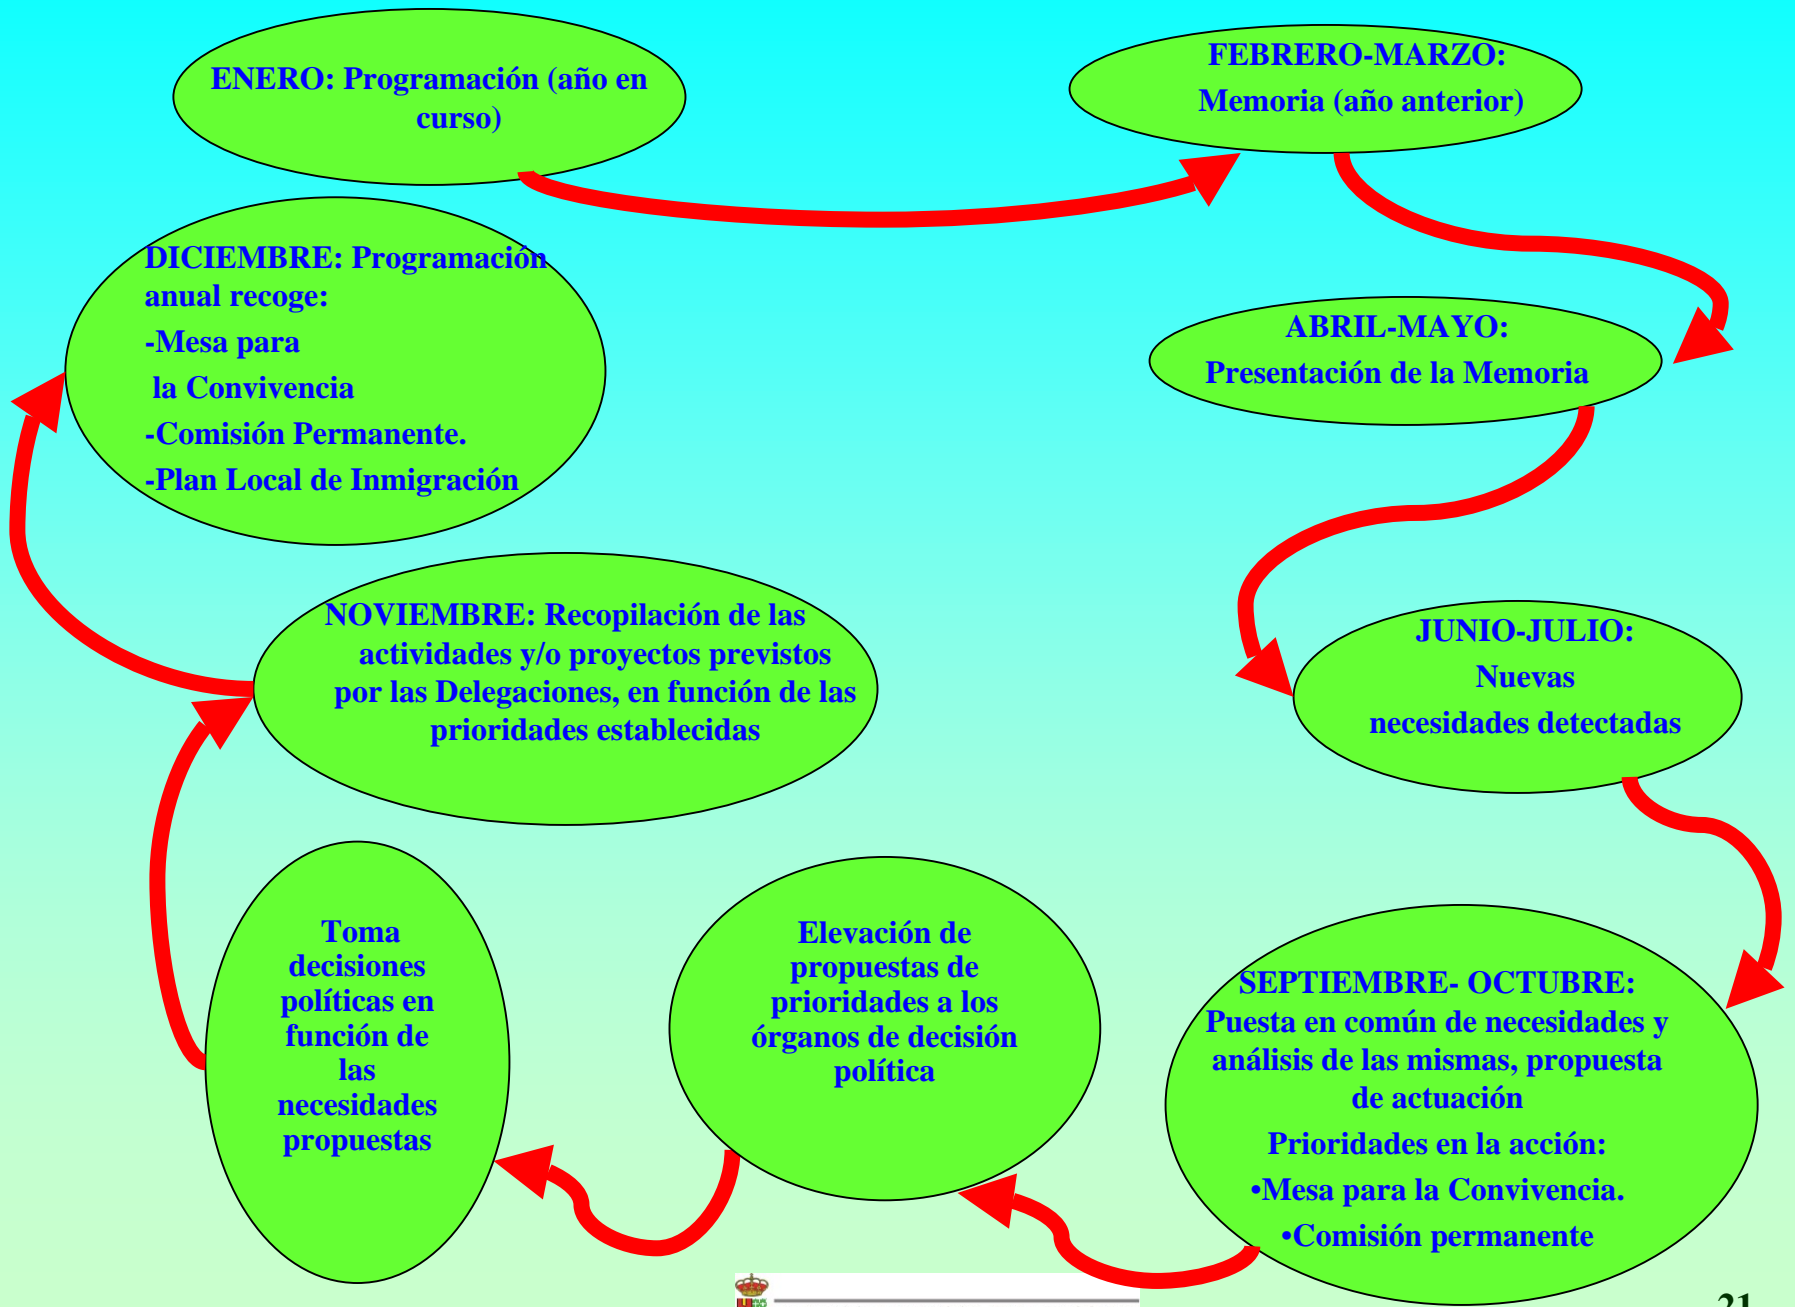 ENERO: Programación (año en
curso)
FEBRERO-MARZO:
Memoria (año anterior)
ABRIL-MAYO:
Presentación de la Memoria
JUNIO-JULIO:
Nuevas
necesidades detectadas
SEPTIEMBRE- OCTUBRE:
Puesta en común de necesidades y
análisis de las mismas, propuesta
de actuación
Prioridades en la acción:
•Mesa para la Convivencia.
•Comisión permanente
Elevación de
propuestas de
prioridades a los
órganos de decisión
política
Toma
decisiones
políticas en
función de
las
necesidades
propuestas
NOVIEMBRE: Recopilación de las
actividades y/o proyectos previstos
por las Delegaciones, en función de las
prioridades establecidas
DICIEMBRE: Programación
anual recoge:
-Mesa para
la Convivencia
-Comisión Permanente.
-Plan Local de Inmigración
21